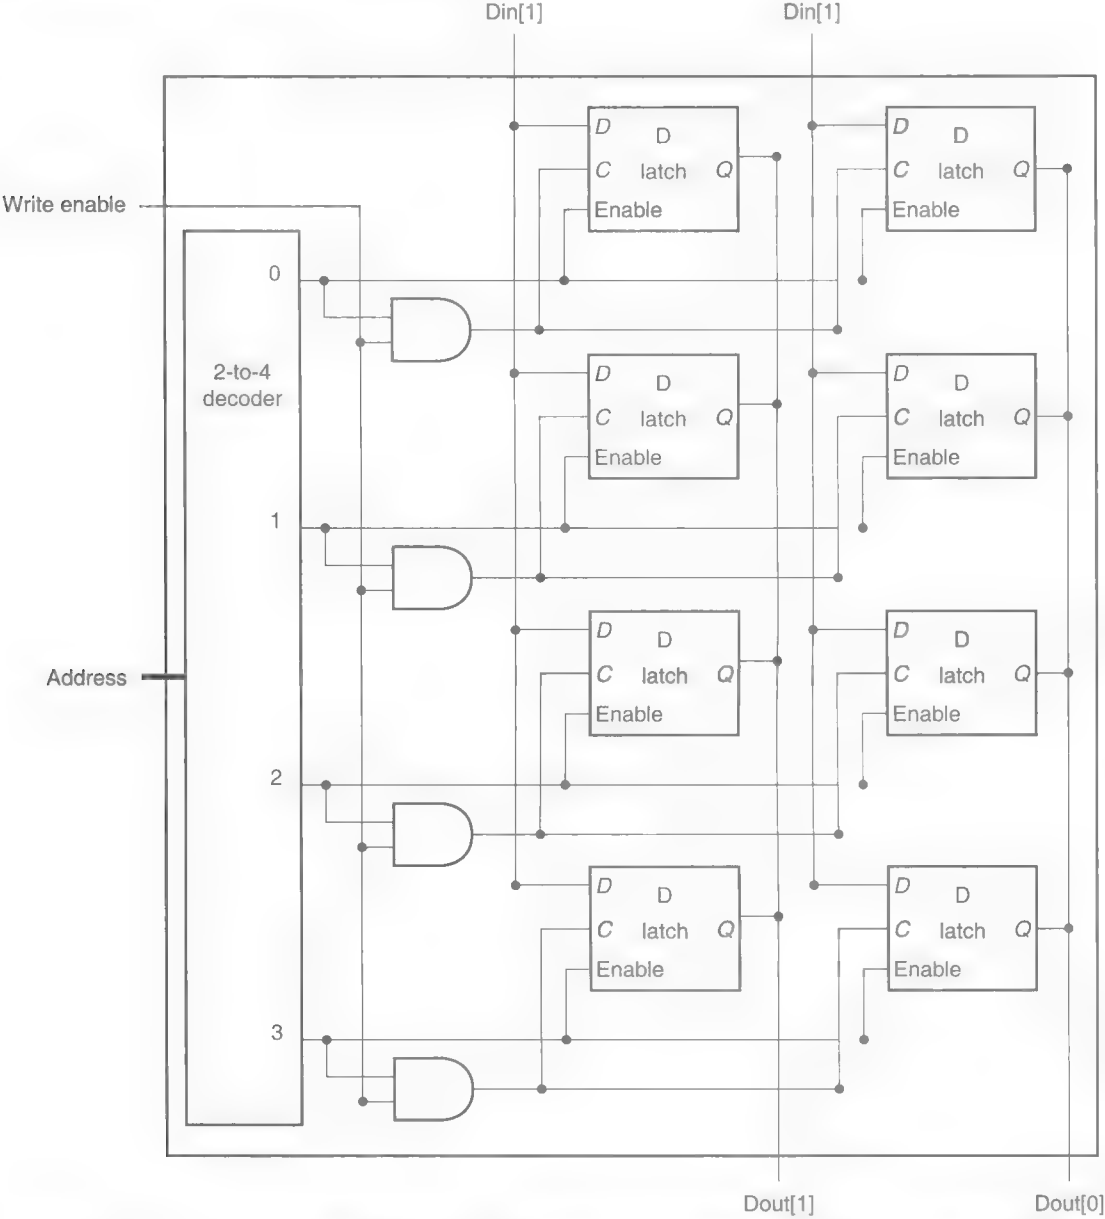 Din[1] Din[1]
D D
D D
C latch Q
C latch Q
Enable
Enable
Write enable
0
2-to-4
decoder
D D
D D
C latch Q
C latch Q
Enable
Enable
1
Address
D D
D D
C latch Q
C latch Q
Enable
Enable
2
D D
D D
C latch Q
C latch Q
Enable
Enable
3
Dout[1] Dout[0]